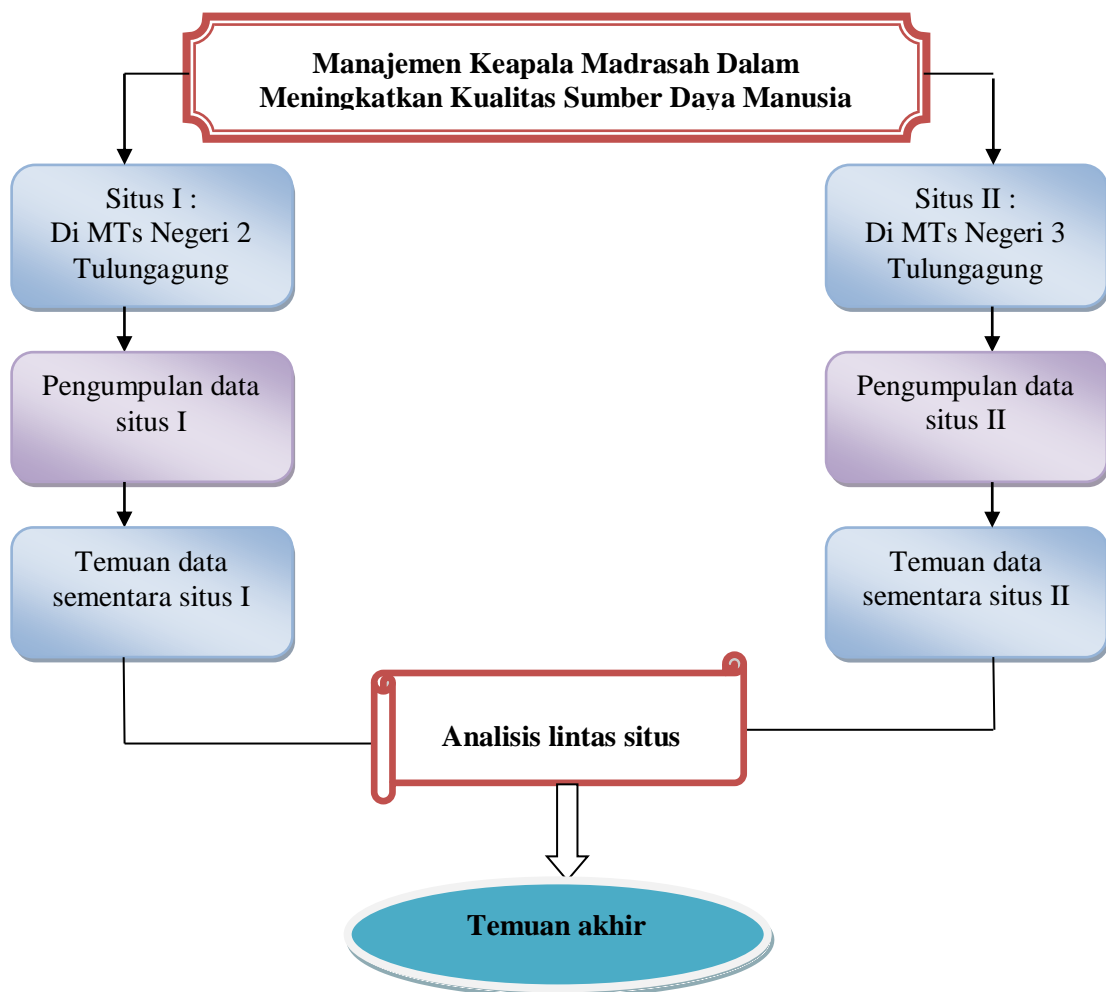 Manajemen Keapala Madrasah Dalam
Meningkatkan Kualitas Sumber Daya Manusia
Situs I :
Di MTs Negeri 2
Tulungagung
Situs II :
Di MTs Negeri 3
Tulungagung
Pengumpulan data
situs I
Pengumpulan data
situs II
Temuan data
sementara situs I
Temuan data
sementara situs II
Analisis lintas situs
Temuan akhir